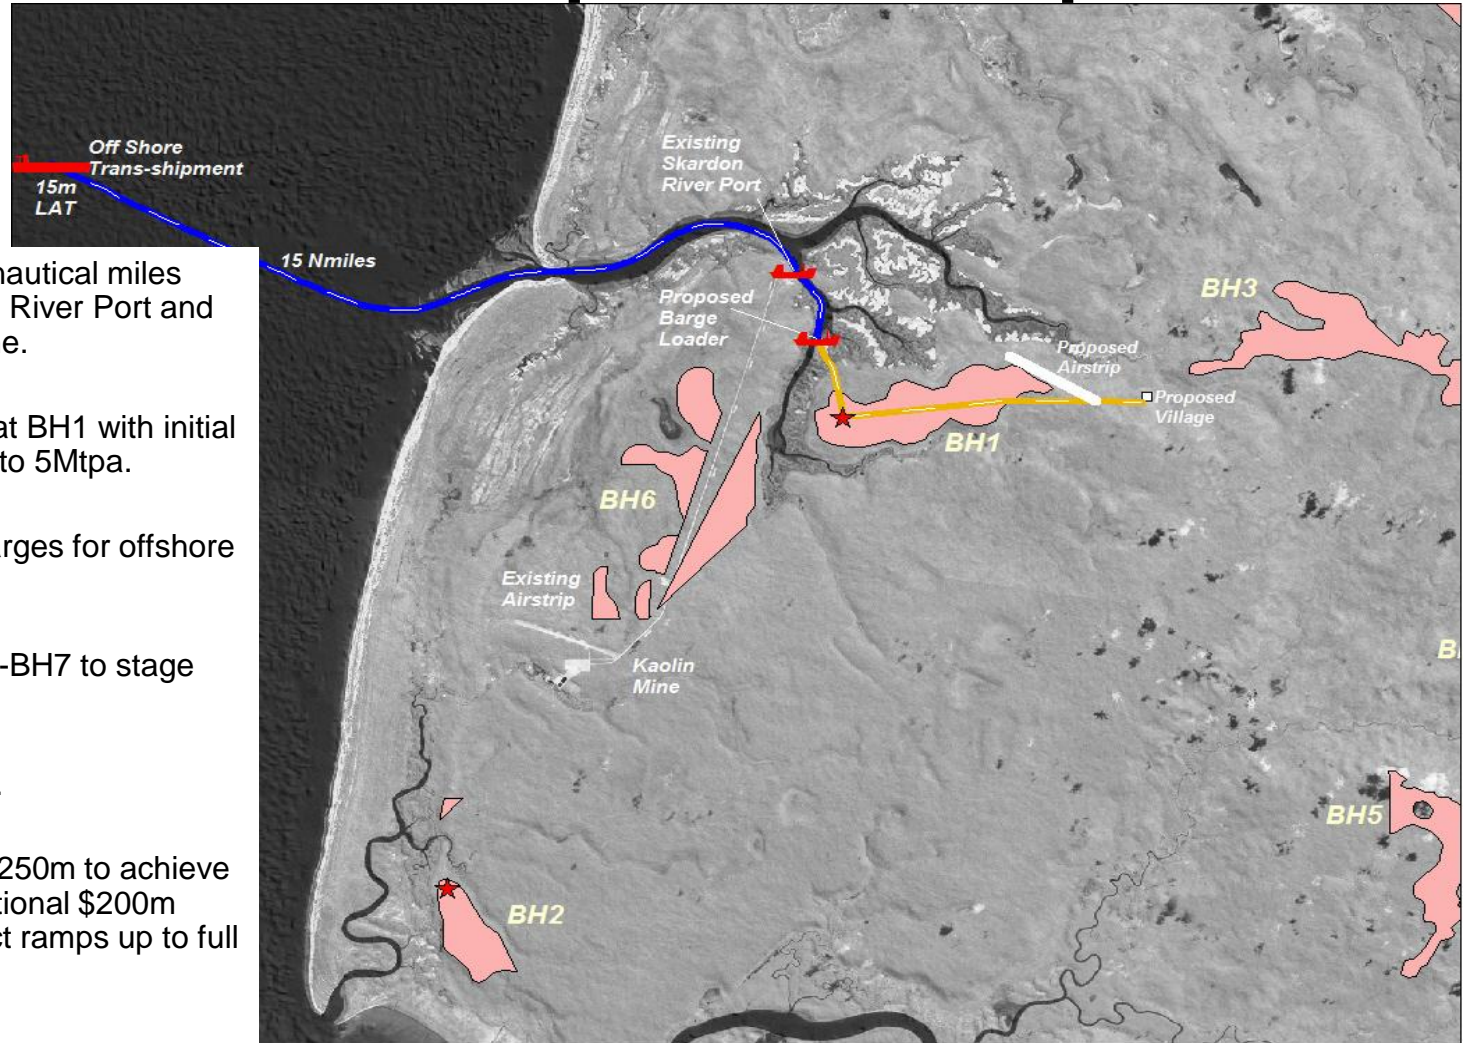 Off Shore
Trans-shipment
15m
LAT
15 Nmiles
Existing
Skardon
River Port
Proposed
Barge
Loader
BH3
Proposed
Airstrip
Proposed
Village
BH1
BH6
Existing
Airstrip
Kaolin
Mine
BH5
BH2
nautical miles
River Port and
e.
at BH1 with initial
to 5Mtpa.
arges for offshore
-BH7 to stage
250m to achieve
tional $200m
ct ramps up to full